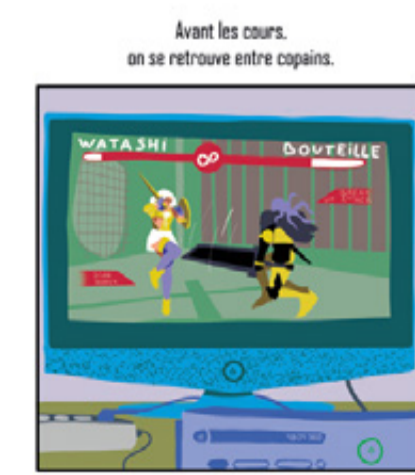 Avant les cours.
on se retrouve entre copains.
WATASHI
∞
BOUTEILLE